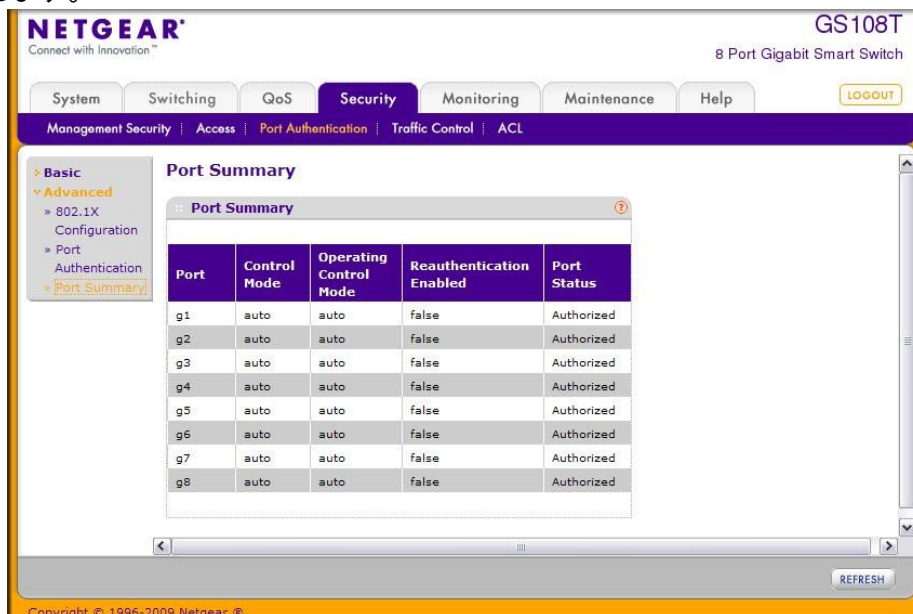 NETGEAR®
Connect with Innovation™
GS108T
8 Port Gigabit Smart Switch
System Switching QoS Security Monitoring Maintenance Help LOGOUT
Management Security Access Port Authentication Traffic Control ACL
Basic
Advanced
» 802.1X Configuration
» Port Authentication
» Port Summary
Port Summary
Port Summary ?
Port Control Mode Operating Control Mode Reauthentication Enabled Port Status
g1 auto auto false Authorized
g2 auto auto false Authorized
g3 auto auto false Authorized
g4 auto auto false Authorized
g5 auto auto false Authorized
g6 auto auto false Authorized
g7 auto auto false Authorized
g8 auto auto false Authorized
REFRESH
Copyright © 1996-2009 Netgear ®